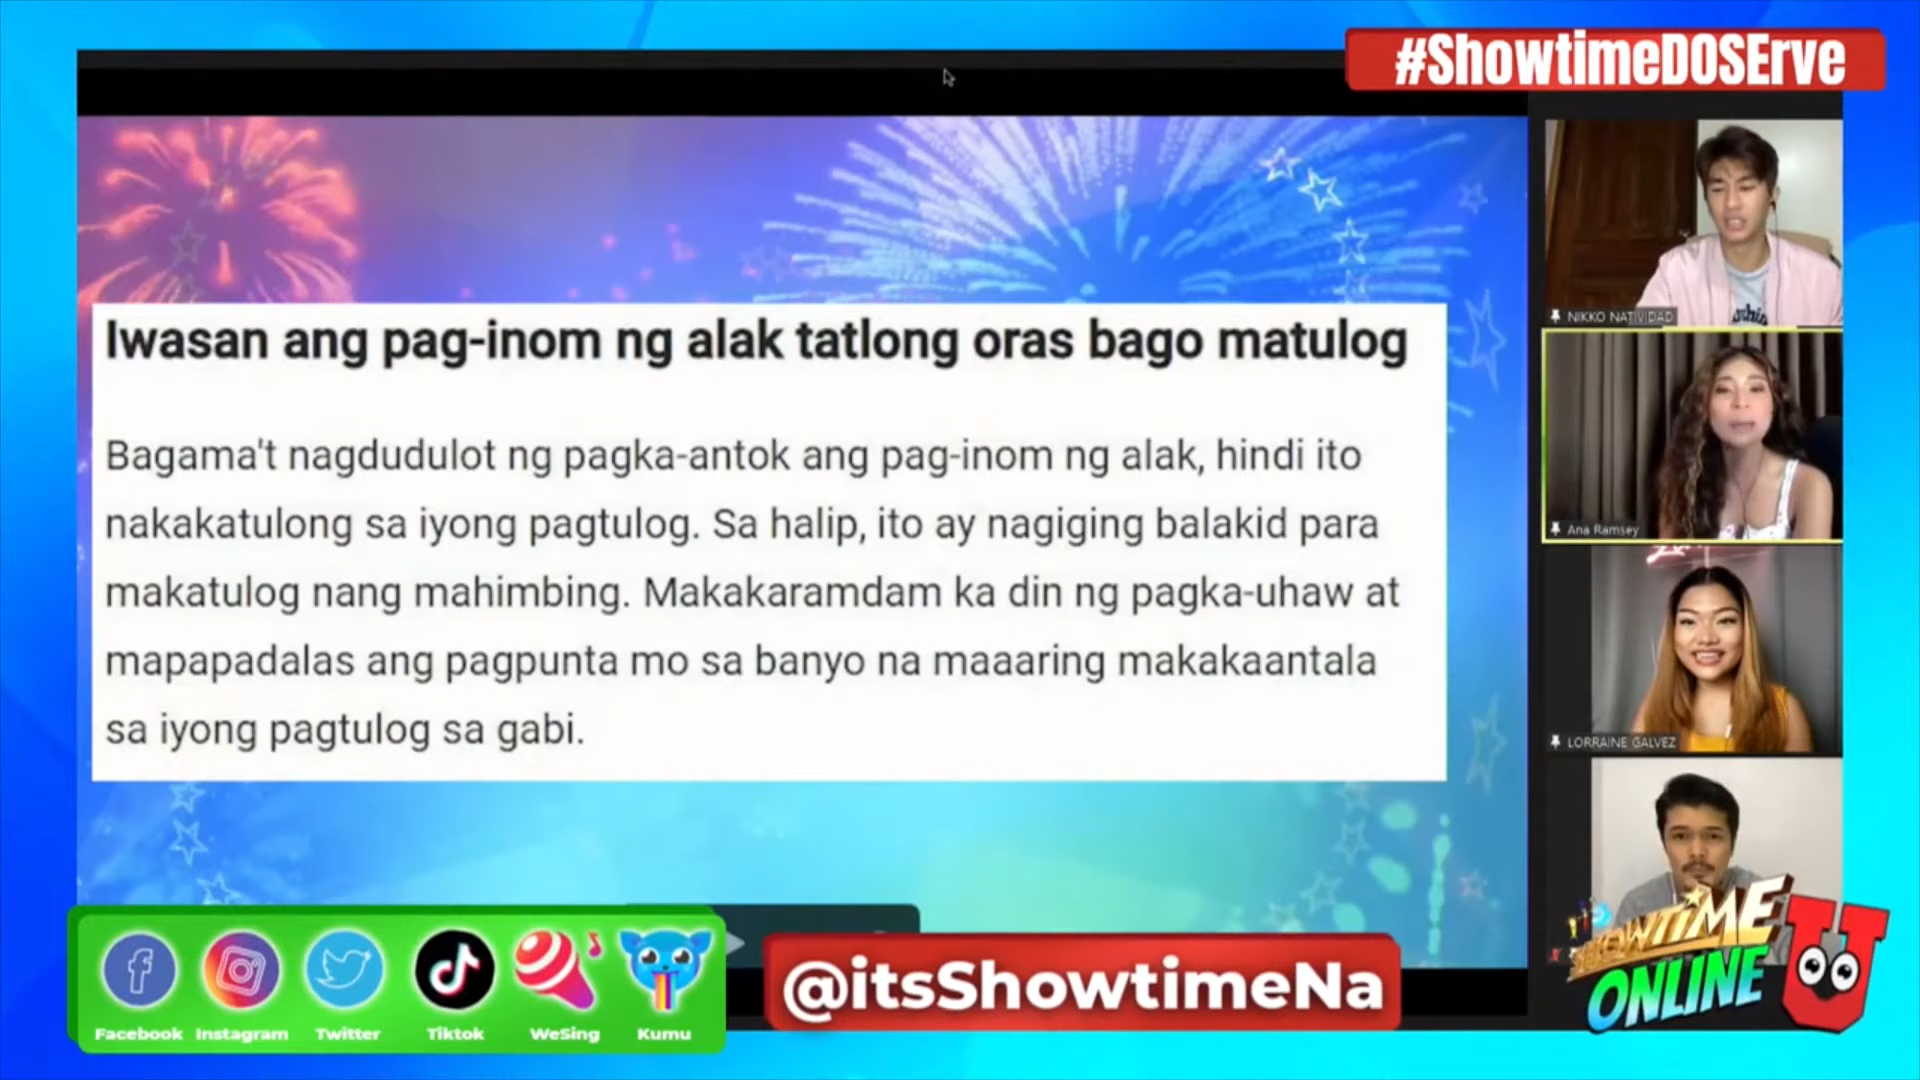 #ShowtimeDOSErve
Iwasan ang pag-inom ng alak tatlong oras bago matulog
Bagama't nagdudulot ng pagka-antok ang pag-inom ng alak, hindi ito
nakakatulong sa iyong pagtulog. Sa halip, ito ay nagiging balakid para
makatulog nang mahimbing. Makakaramdam ka din ng pagka-uhaw at
mapapadalas ang pagpunta mo sa banyo na maaaring makakaantala
sa iyong pagtulog sa gabi.
NIKKO NATIVIDAD
Ana Ramsey
LORRAINE GALVEZ
Facebook Instagram Twitter Tiktok WeSing Kumu
@itsShowtimeNa
SHOWTIME
ONLINE U